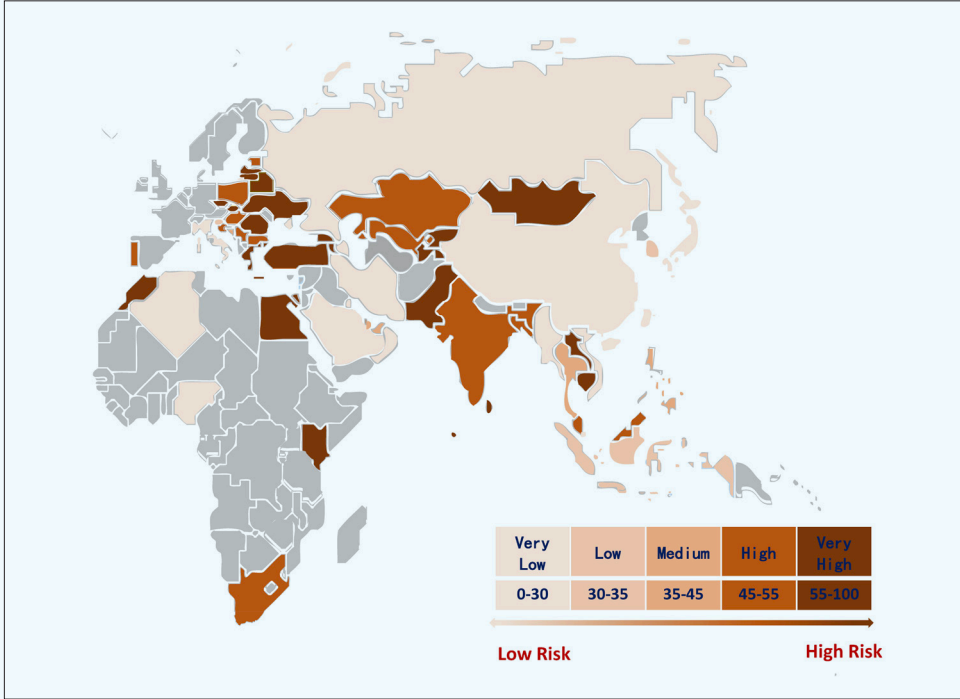 Very Low
Low
Medium
High
Very High
0-30
30-35
35-45
45-55
55-100
Low Risk
High Risk